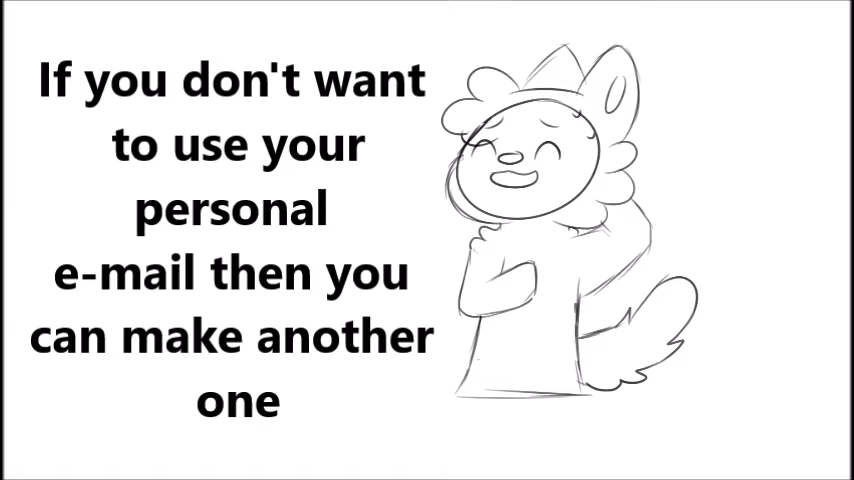 If you don't want
to use your
personal
e-mail then you
can make another
one